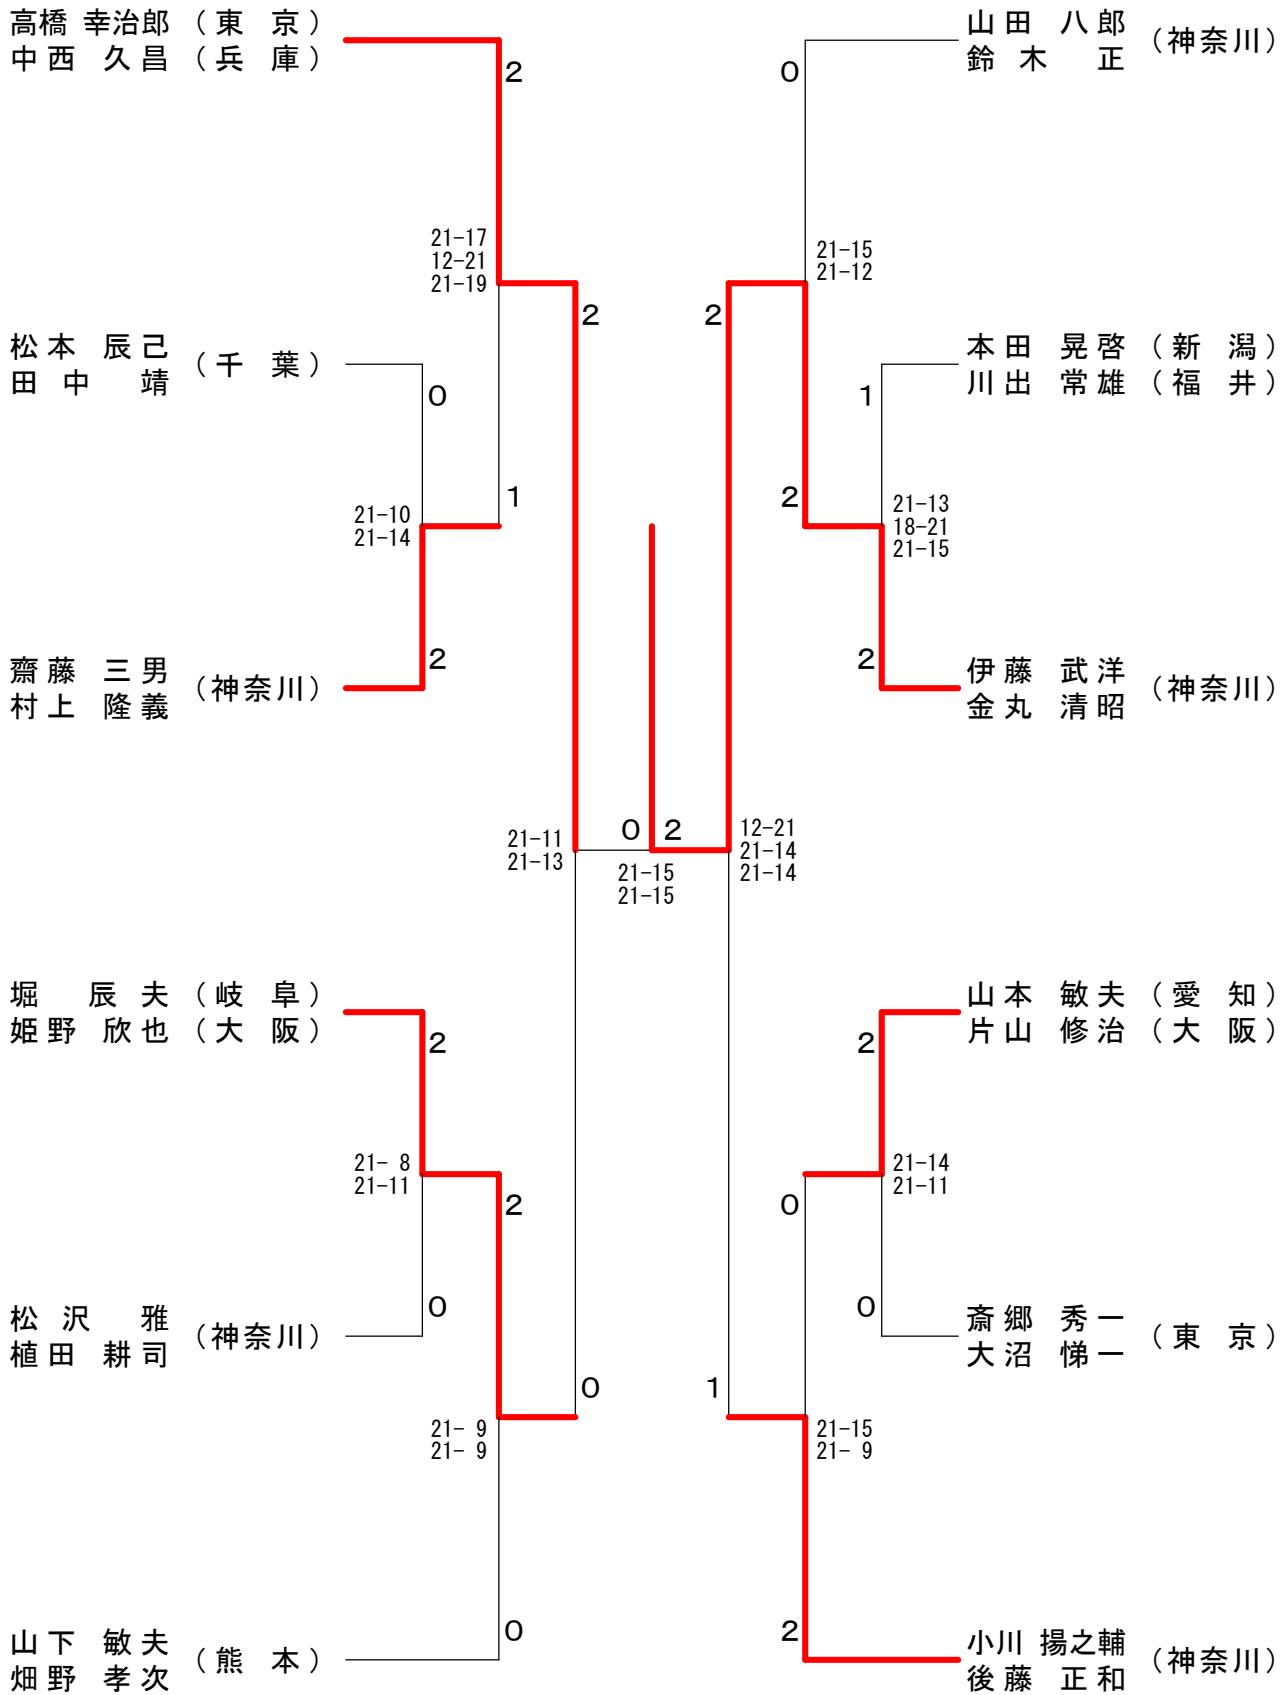 高橋 幸治郎 (東 京)
中西 久昌 (兵 庫)
2
21-17
12-21
21-19
2
松本 辰己
田中 靖
(千 葉)
0
1
21-10
21-14
2
齋藤 三男
村上 隆義
(神奈川)
21-11
21-13
堀 辰夫 (岐 阜)
姫野 欣也 (大 阪)
2
21- 8
21-11
2
0
松沢 雅
植田 耕司
(神奈川)
0
21- 9
21- 9
0
山下 敏夫
畑野 孝次
(熊 本)
0 2
21-15
21-15
山田 八郎
鈴木 正
(神奈川)
0
21-15
21-12
2
本田 晃啓 (新 潟)
川出 常雄 (福 井)
1
2
21-13
18-21
21-15
2
伊藤 武洋
金丸 清昭
(神奈川)
12-21
21-14
21-14
山本 敏夫 (愛 知)
片山 修治 (大 阪)
2
21-14
21-11
0
0
斎郷 秀一
大沼 悌一
(東 京)
1
21-15
21- 9
2
小川 揚之輔
後藤 正和
(神奈川)